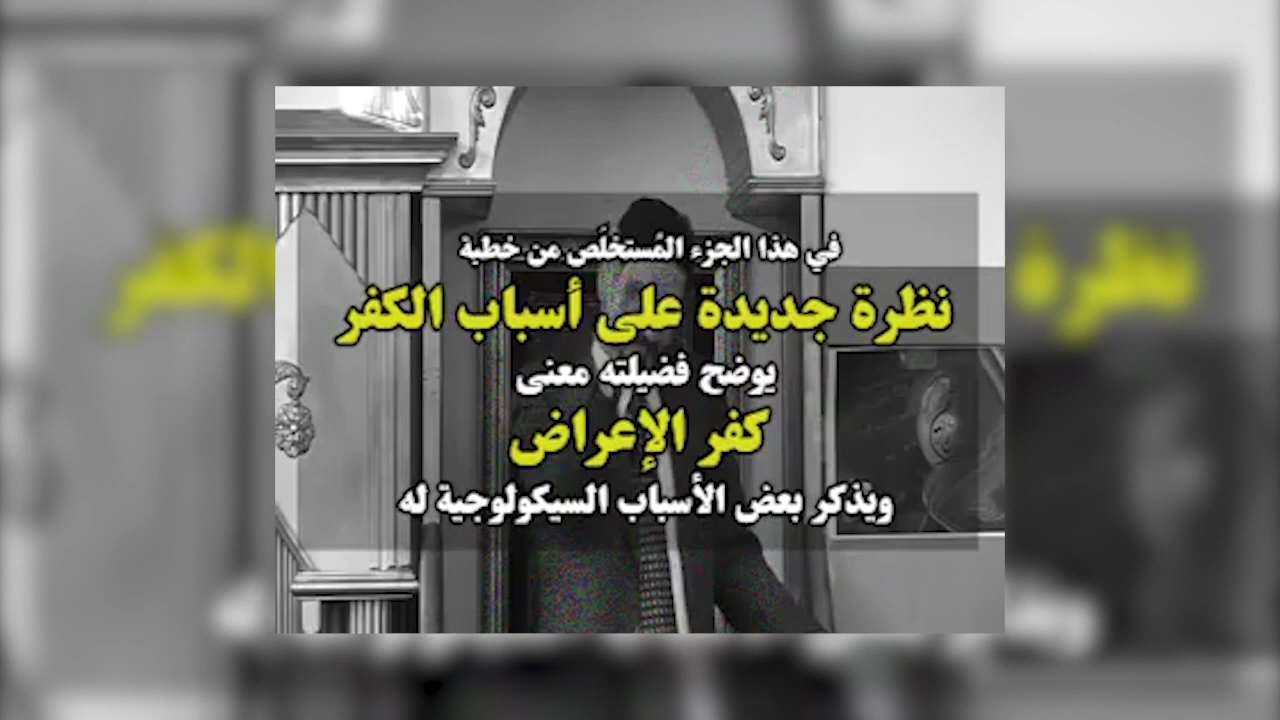 في هذا الجزء المُستخلَص من خطبة
نظرة جديدة على أسباب الكفر
يوضح فضيلته معنى
كفر الإعراض
ويذكر بعض الأسباب السيكولوجية له